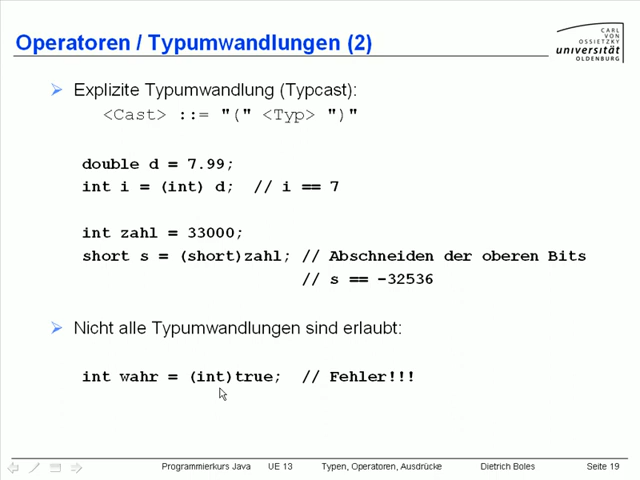 Operatoren / Typumwandlungen (2)
CARL
VON
OSSIETZKY
universität
OLDENBURG
Explizite Typumwandlung (Typcast):
<Cast> ::= "(" <Typ> ")"
double d = 7.99;
int i = (int) d;  // i == 7
int zahl = 33000;
short s = (short)zahl; // Abschneiden der oberen Bits
// s == -32536
Nicht alle Typumwandlungen sind erlaubt:
int wahr = (int)true;  // Fehler!!!
Programmierkurs Java UE 13 Typen, Operatoren, Ausdrücke Dietrich Boles Seite 19